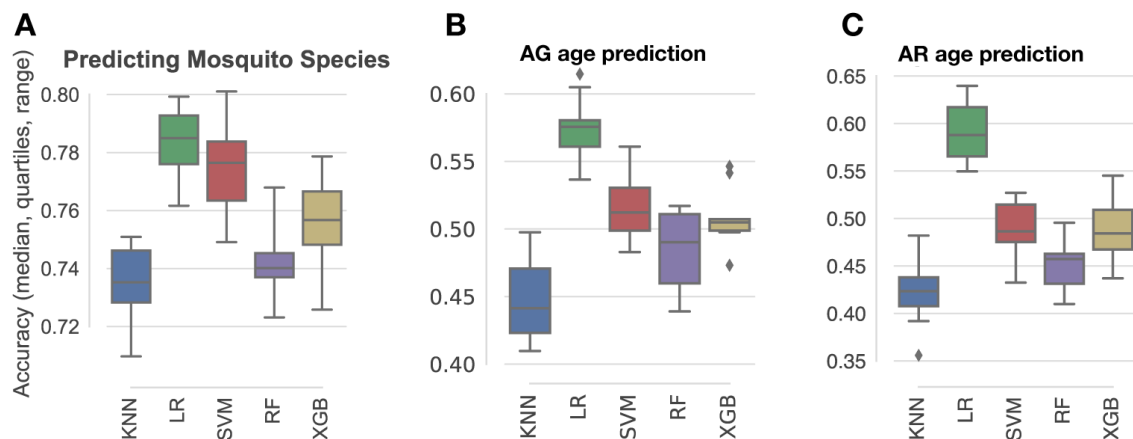 A
Predicting Mosquito Species
Accuracy (median, quartiles, range)
0.80
0.78
0.76
0.74
0.72
KNN
LR
SVM
RF
XGB
B
AG age prediction
0.60
0.55
0.50
0.45
0.40
KNN
LR
SVM
RF
XGB
C
AR age prediction
0.65
0.60
0.55
0.50
0.45
0.40
0.35
KNN
LR
SVM
RF
XGB